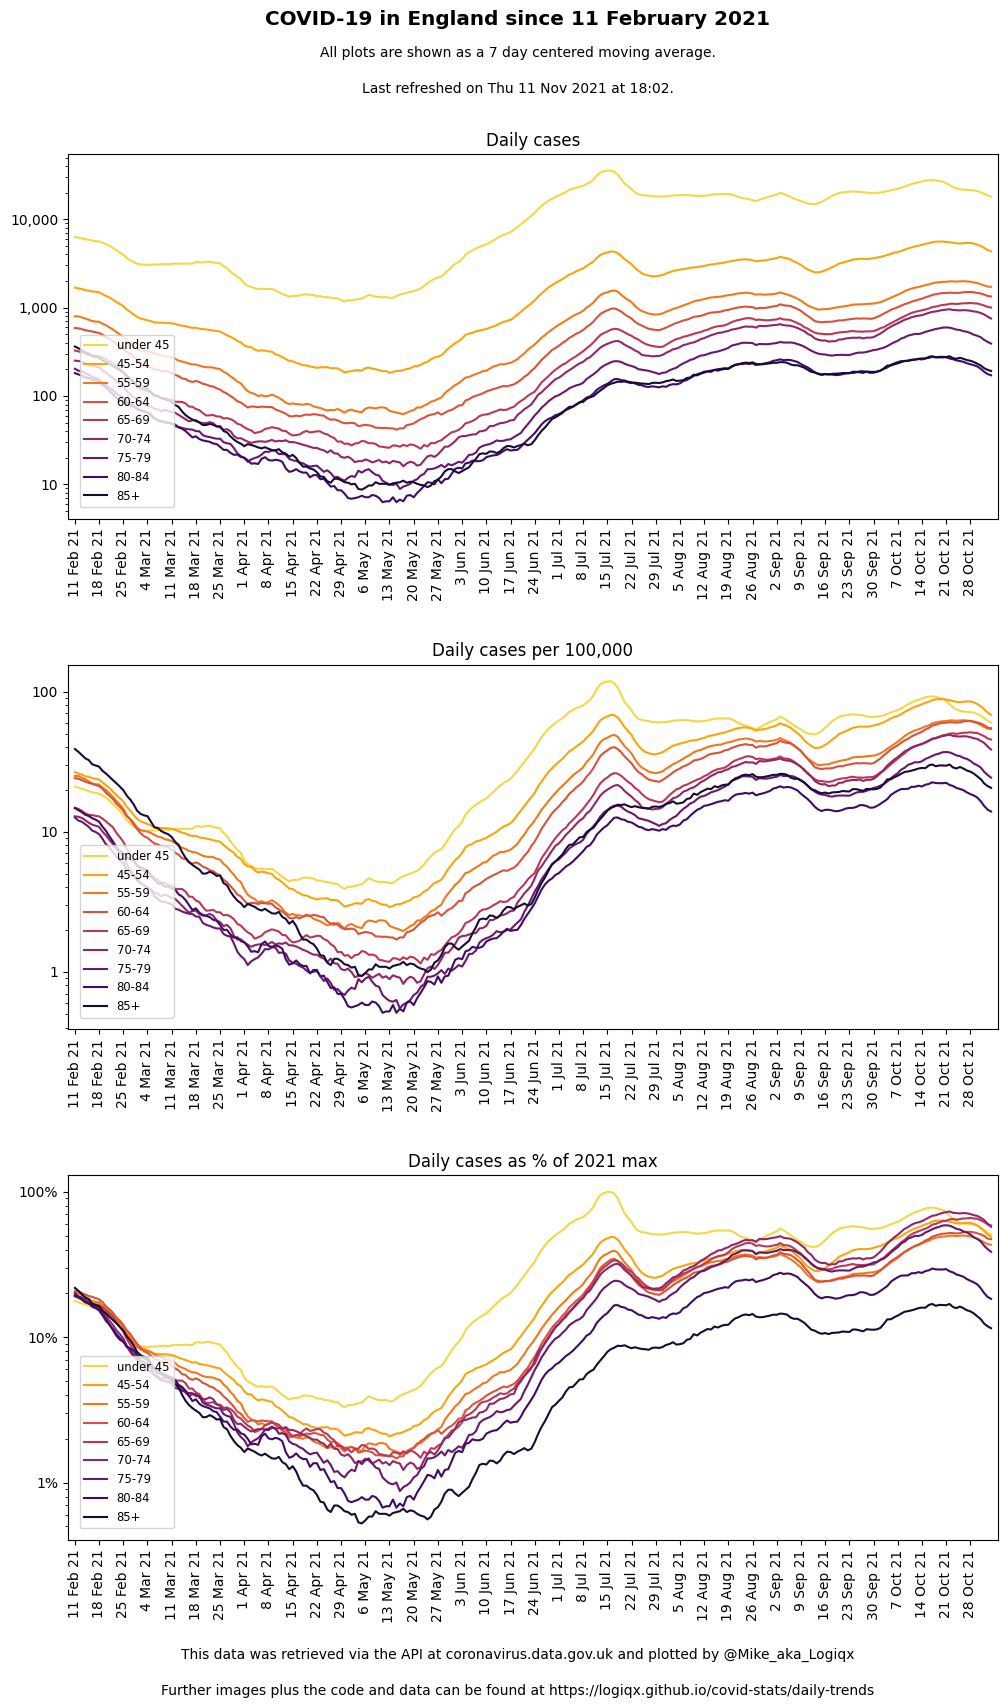 COVID-19 in England since 11 February 2021
All plots are shown as a 7 day centered moving average.
Last refreshed on Thu 11 Nov 2021 at 18:02.
Daily cases
10,000
1,000
100
10
under 45
45-54
55-59
60-64
65-69
70-74
75-79
80-84
85+
11 Feb 21
18 Feb 21
25 Feb 21
4 Mar 21
11 Mar 21
18 Mar 21
25 Mar 21
1 Apr 21
8 Apr 21
15 Apr 21
22 Apr 21
29 Apr 21
6 May 21
13 May 21
20 May 21
27 May 21
3 Jun 21
10 Jun 21
17 Jun 21
24 Jun 21
1 Jul 21
8 Jul 21
15 Jul 21
22 Jul 21
29 Jul 21
5 Aug 21
12 Aug 21
19 Aug 21
26 Aug 21
2 Sep 21
9 Sep 21
16 Sep 21
23 Sep 21
30 Sep 21
7 Oct 21
14 Oct 21
21 Oct 21
28 Oct 21
Daily cases per 100,000
100
10
1
under 45
45-54
55-59
60-64
65-69
70-74
75-79
80-84
85+
11 Feb 21
18 Feb 21
25 Feb 21
4 Mar 21
11 Mar 21
18 Mar 21
25 Mar 21
1 Apr 21
8 Apr 21
15 Apr 21
22 Apr 21
29 Apr 21
6 May 21
13 May 21
20 May 21
27 May 21
3 Jun 21
10 Jun 21
17 Jun 21
24 Jun 21
1 Jul 21
8 Jul 21
15 Jul 21
22 Jul 21
29 Jul 21
5 Aug 21
12 Aug 21
19 Aug 21
26 Aug 21
2 Sep 21
9 Sep 21
16 Sep 21
23 Sep 21
30 Sep 21
7 Oct 21
14 Oct 21
21 Oct 21
28 Oct 21
Daily cases as % of 2021 max
100%
10%
1%
under 45
45-54
55-59
60-64
65-69
70-74
75-79
80-84
85+
11 Feb 21
18 Feb 21
25 Feb 21
4 Mar 21
11 Mar 21
18 Mar 21
25 Mar 21
1 Apr 21
8 Apr 21
15 Apr 21
22 Apr 21
29 Apr 21
6 May 21
13 May 21
20 May 21
27 May 21
3 Jun 21
10 Jun 21
17 Jun 21
24 Jun 21
1 Jul 21
8 Jul 21
15 Jul 21
22 Jul 21
29 Jul 21
5 Aug 21
12 Aug 21
19 Aug 21
26 Aug 21
2 Sep 21
9 Sep 21
16 Sep 21
23 Sep 21
30 Sep 21
7 Oct 21
14 Oct 21
21 Oct 21
28 Oct 21
This data was retrieved via the API at coronavirus.data.gov.uk and plotted by @Mike_aka_Logiqx
Further images plus the code and data can be found at https://logiqx.github.io/covid-stats/daily-trends